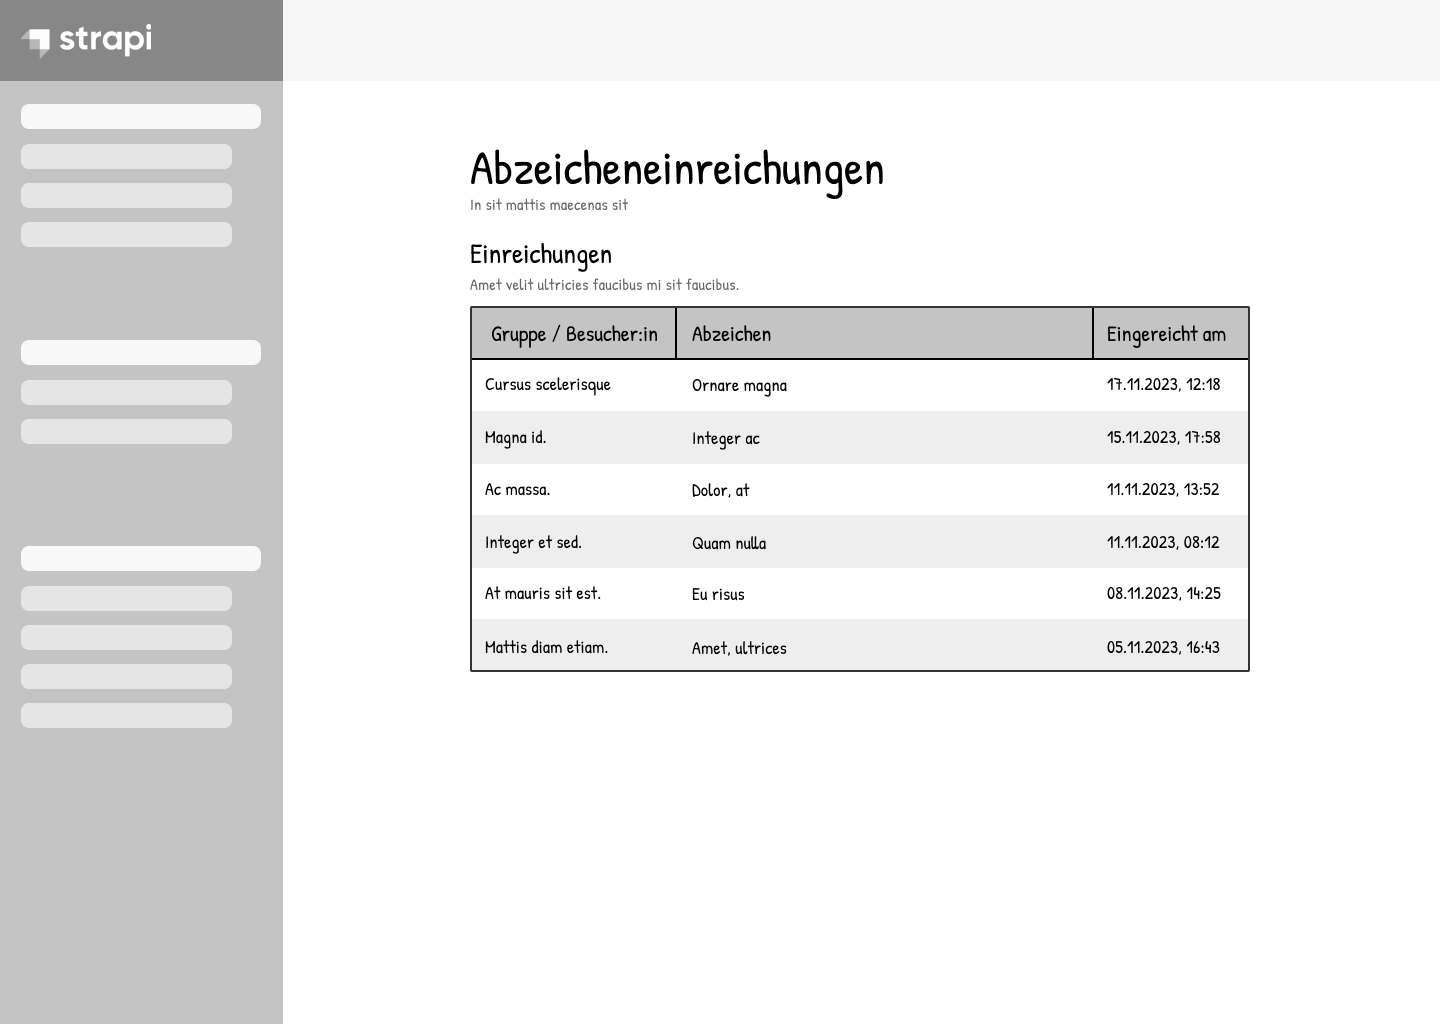 strapi
Abzeicheneinreichungen
In sit mattis maecenas sit
Einreichungen
Amet velit ultricies faucibus mi sit faucibus.
Gruppe / Besucher:in Abzeichen Eingereicht am
Cursus scelerisque Ornare magna 17.11.2023, 12:18
Magna id. Integer ac 15.11.2023, 17:58
Ac massa. Dolor, at 11.11.2023, 13:52
Integer et sed. Quam nulla 11.11.2023, 08:12
At mauris sit est. Eu risus 08.11.2023, 14:25
Mattis diam etiam. Amet, ultrices 05.11.2023, 16:43